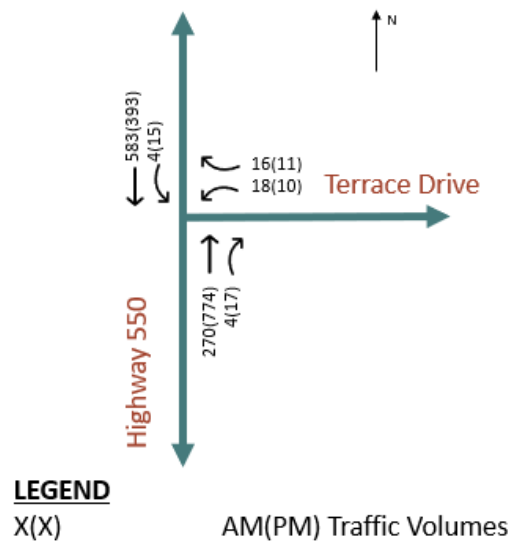 N
583(393)
4(15)
16(11)
18(10)
Terrace Drive
270(774)
4(17)
Highway 550
LEGEND
X(X) AM(PM) Traffic Volumes